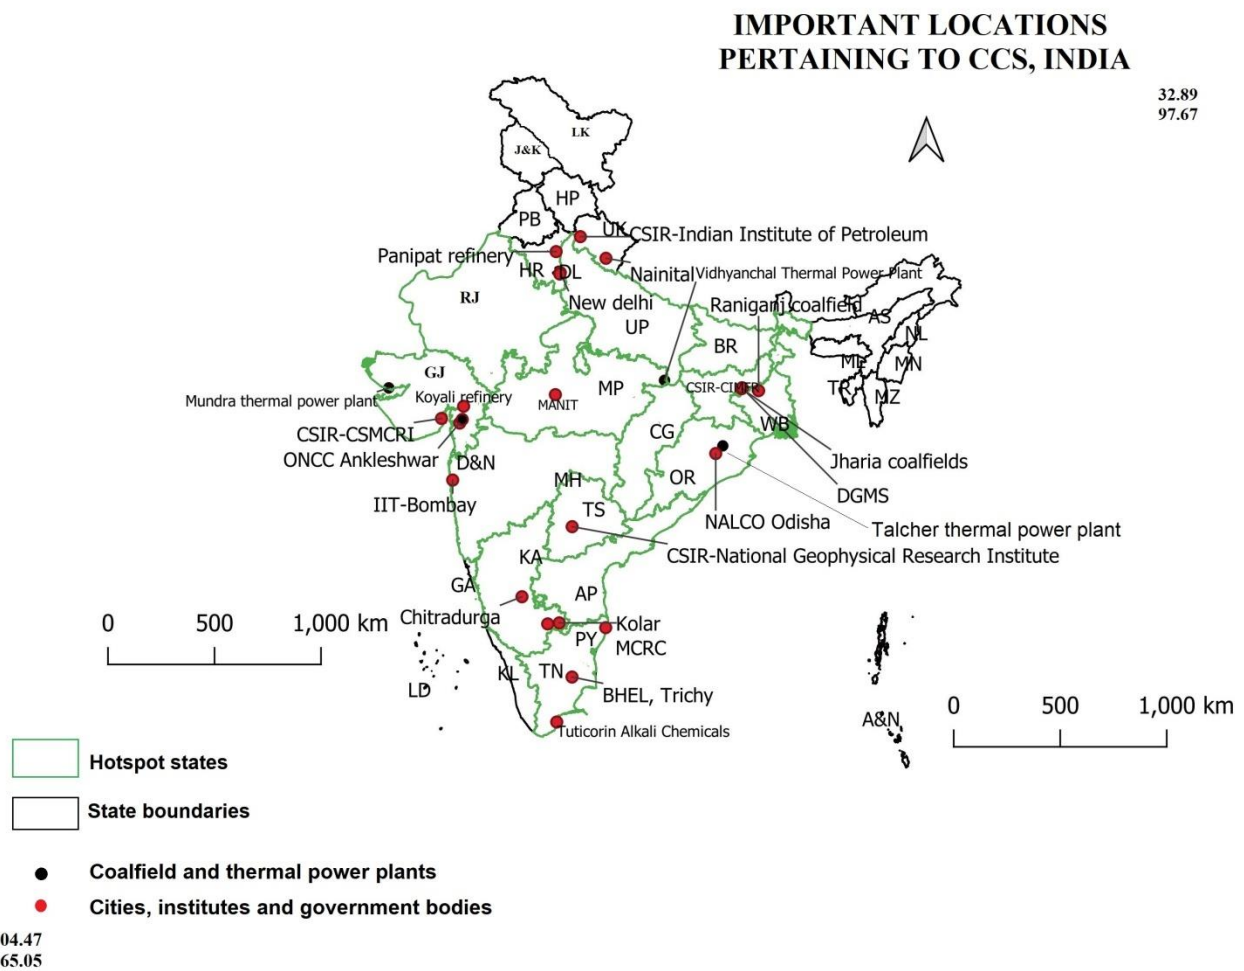 IMPORTANT LOCATIONS
PERTAINING TO CCS, INDIA
32.89
97.67
LK
J&K
HP
PB
UK
CSIR-Indian Institute of Petroleum
Panipat refinery
HR
DL
Nainital
Vidhyanchal Thermal Power Plant
RJ
New delhi
Raniganj coalfield
UP
AS
NL
BR
ME
MN
GJ
TR
MZ
Mundra thermal power plant
Koyali refinery
MANIT
MP
CSIR-CIMFR
CSIR-CSMCRI
CG
WB
ONCC Ankleshwar
D&N
Jharia coalfields
MH
OR
DGMS
IIT-Bombay
TS
NALCO Odisha
Talcher thermal power plant
KA
CSIR-National Geophysical Research Institute
GA
AP
Chitradurga
Kolar
0 500 1,000 km
PY
MCRC
KL
TN
LD
BHEL, Trichy
0 500 1,000 km
A&N
Tuticorin Alkali Chemicals
Hotspot states
State boundaries
Coalfield and thermal power plants
Cities, institutes and government bodies
04.47
65.05